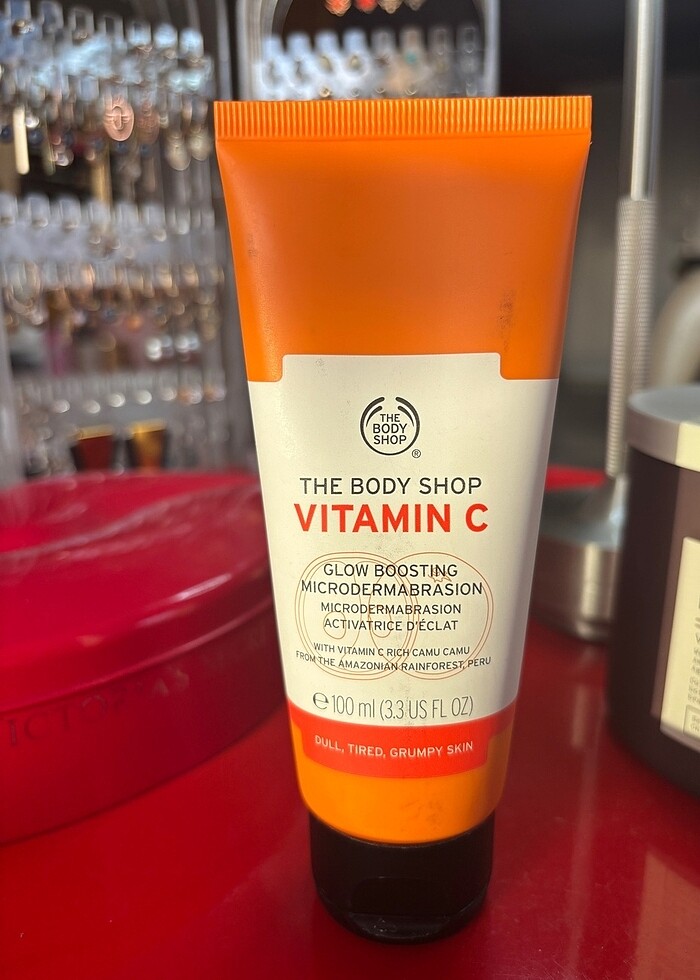 THE
BODY
SHOP
®
THE BODY SHOP
VITAMIN C
GLOW BOOSTING
MICRODERMABRASION
MICRODERMABRASION
ACTIVATRICE D'ÉCLAT
WITH VITAMIN C RICH CAMU CAMU
FROM THE AMAZONIAN RAINFOREST, PERU
℮100 ml (3.3 US FL OZ)
DULL, TIRED, GRUMPY SKIN